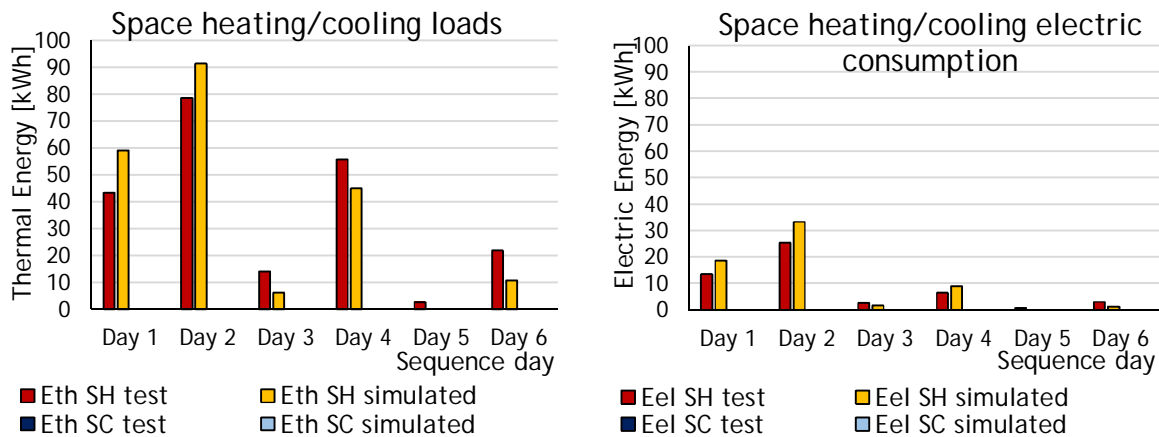 Space heating/cooling loads
Thermal Energy [kWh]
100
90
80
70
60
50
40
30
20
10
0
Day 1 Day 2 Day 3 Day 4 Day 5 Day 6
Sequence day
Eth SH test Eth SH simulated
Eth SC test Eth SC simulated
Space heating/cooling electric
consumption
Electric Energy [kWh]
100
90
80
70
60
50
40
30
20
10
0
Day 1 Day 2 Day 3 Day 4 Day 5 Day 6
Sequence day
Eel SH test Eel SH simulated
Eel SC test Eel SC simulated